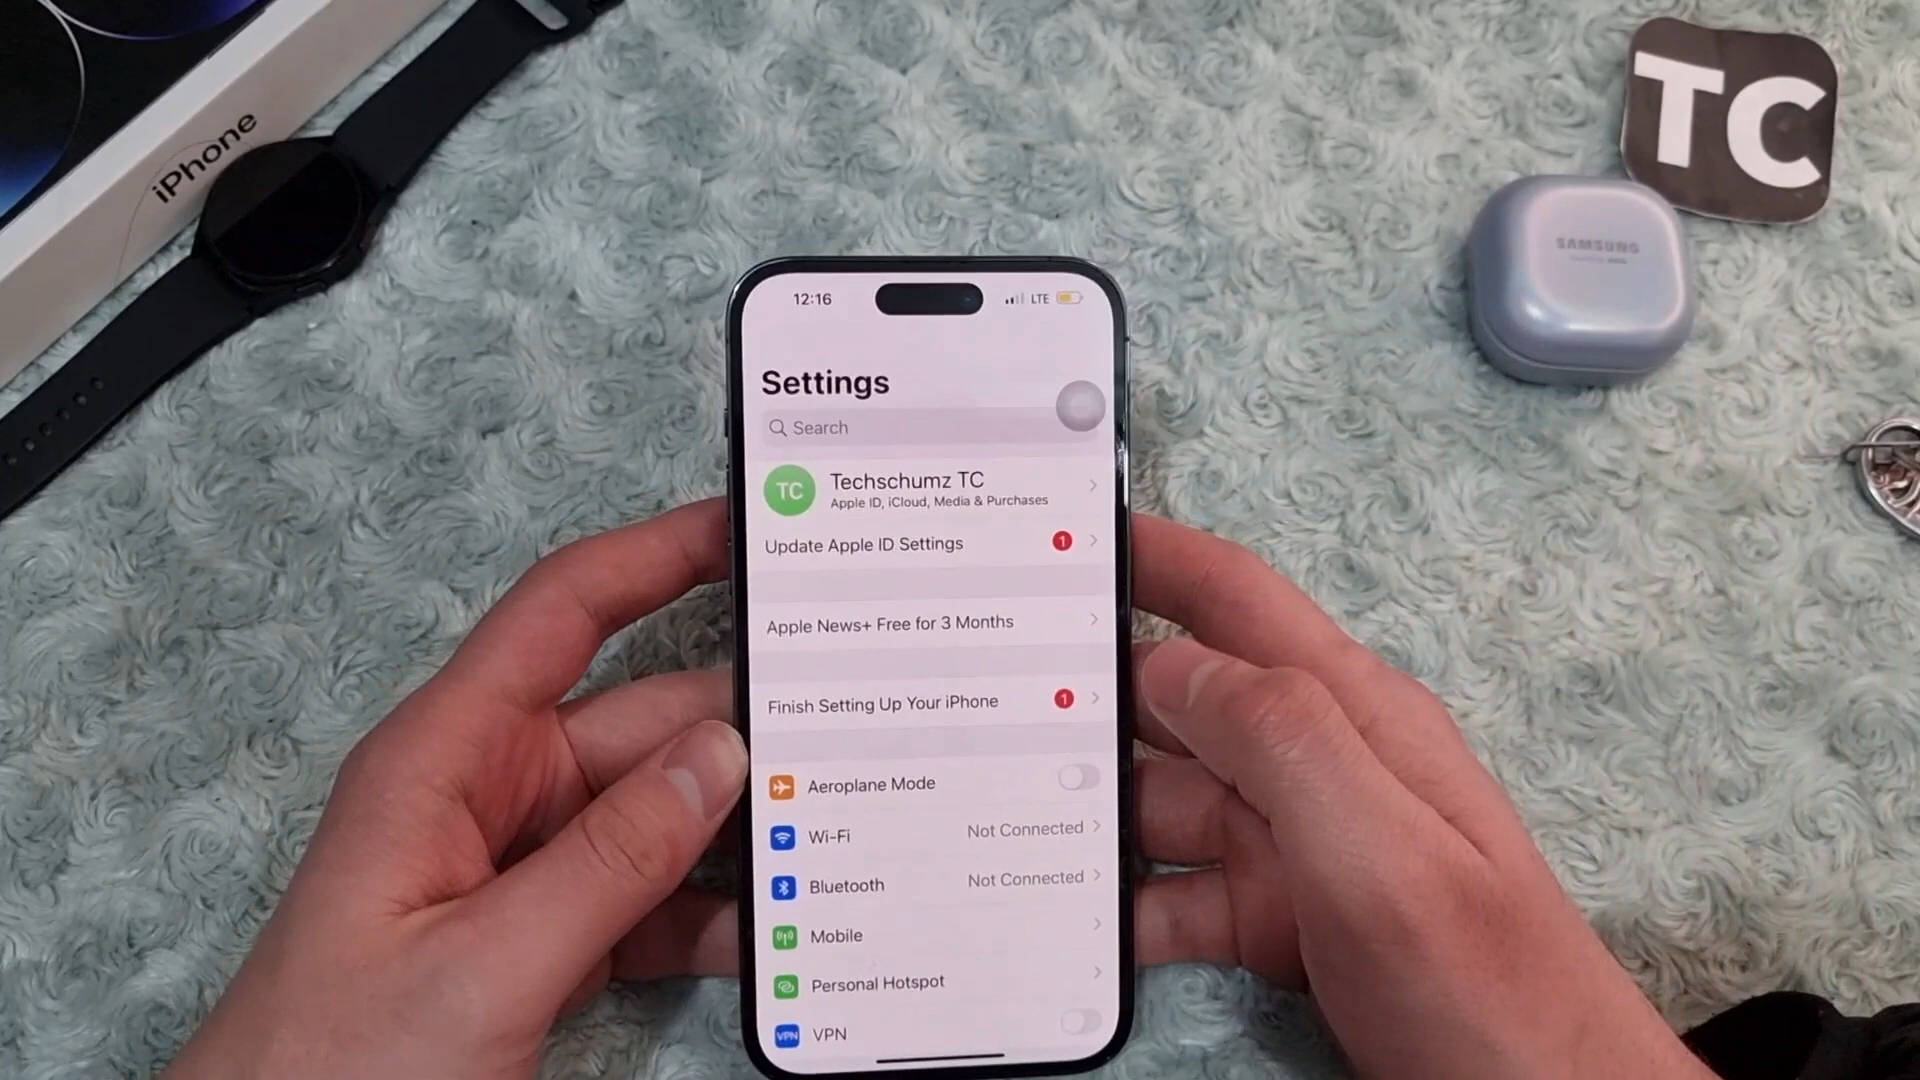 iPhone
TC
SAMSUNG
12:16
LTE
Settings
Search
TC
Techschumz TC
Apple ID, iCloud, Media & Purchases
Update Apple ID Settings
1
Apple News+ Free for 3 Months
Finish Setting Up Your iPhone
1
Aeroplane Mode
Wi-Fi
Not Connected
Bluetooth
Not Connected
Mobile
Personal Hotspot
VPN
VPN